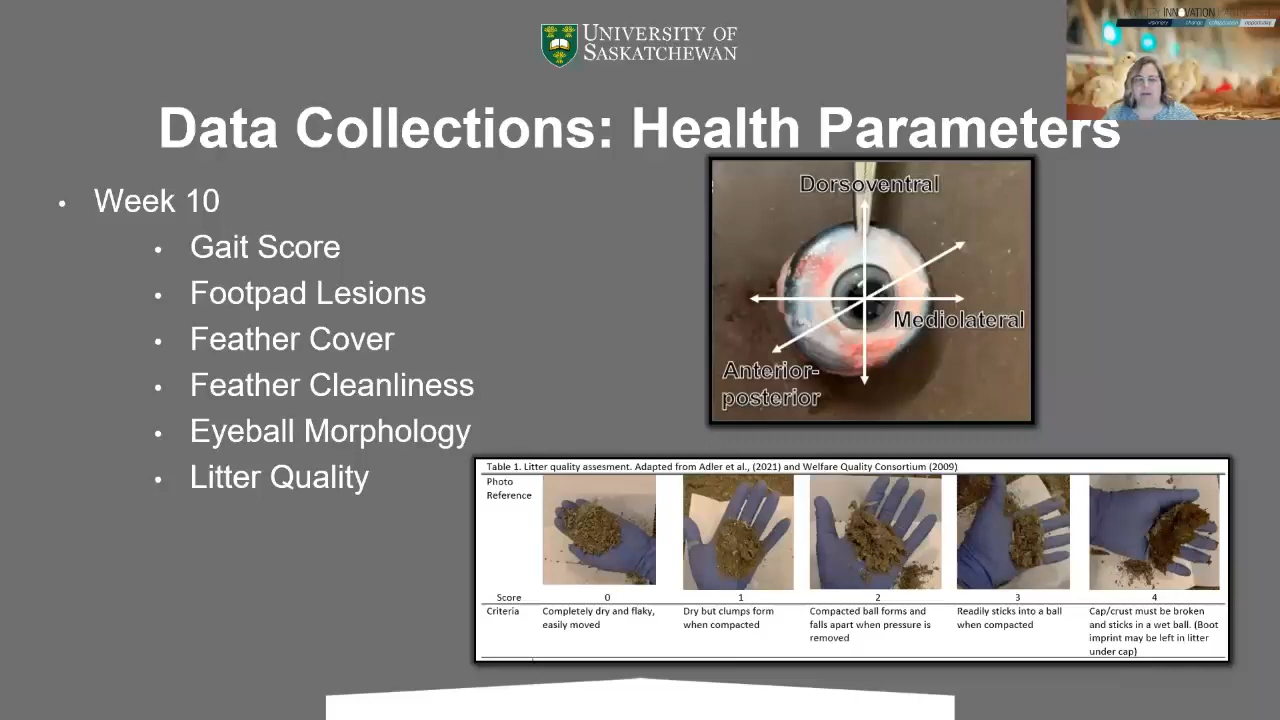 UNIVERSITY OF
SASKATCHEWAN
INNOVATION
visionary change collaboration opportunities
Data Collections: Health Parameters
• Week 10
• Gait Score
• Footpad Lesions
• Feather Cover
• Feather Cleanliness
• Eyeball Morphology
• Litter Quality
Dorsoventral
Mediolateral
Anterior-
posterior
Table 1. Litter quality assesment. Adapted from Adler et al., (2021) and Welfare Quality Consortium (2009)
Photo
Reference
Score 0 1 2 3 4
Criteria
Completely dry and flaky,
easily moved
Dry but clumps form
when compacted
Compacted ball forms and
falls apart when pressure is
removed
Readily sticks into a ball
when compacted
Cap/crust must be broken
and sticks in a wet ball. (Boot
imprint may be left in litter
under cap)